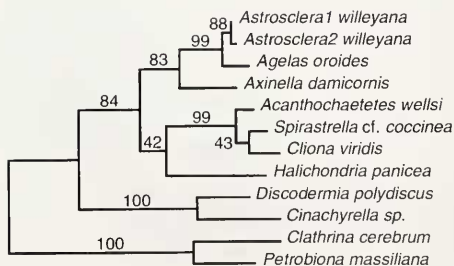 88 Astrosclera1 willeyana
99 Astrosclera2 willeyana
Agelas oroides
83
Axinella damicornis
84
Acanthochaetetes wellsi
99
Spirastrella cf. coccinea
42 43 Cliona viridis
Halichondria panicea
Discodermia polydiscus
100
Cinachyrella sp.
Clathrina cerebrum
100
Petrobiona massiliana